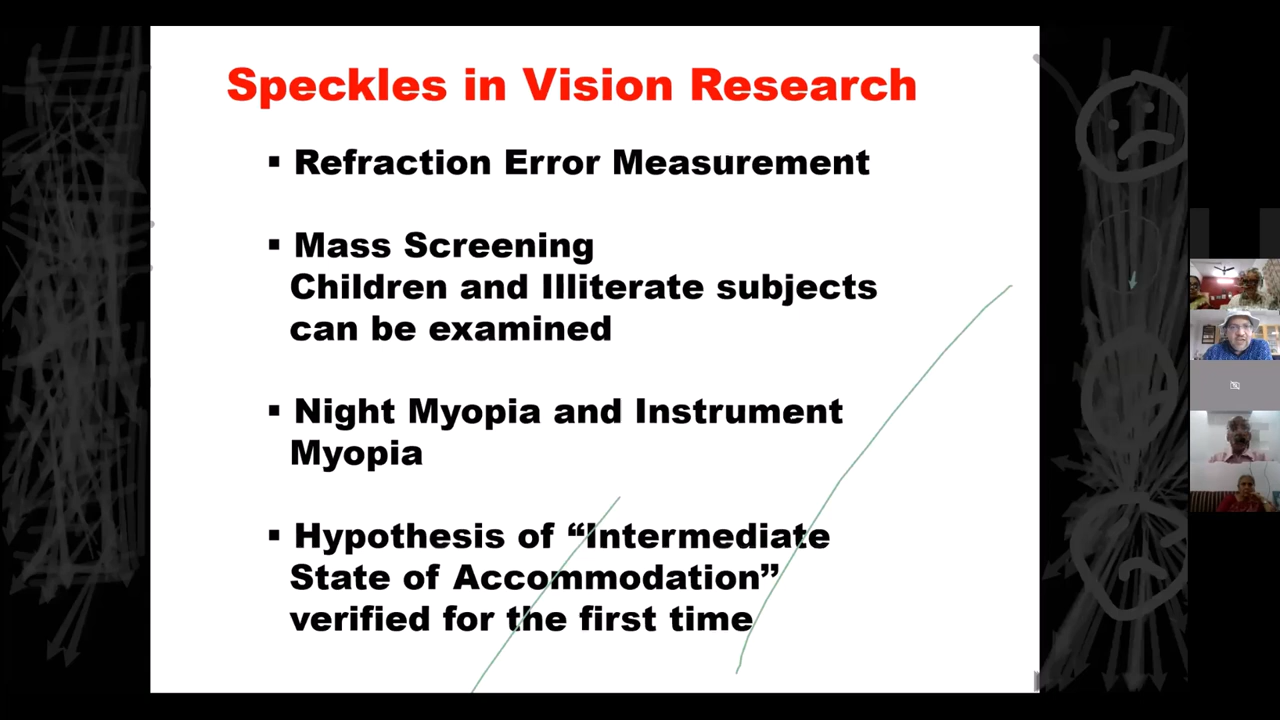 Speckles in Vision Research
▪ Refraction Error Measurement
▪ Mass Screening
Children and Illiterate subjects
can be examined
▪ Night Myopia and Instrument
Myopia
▪ Hypothesis of “Intermediate
State of Accommodation”
verified for the first time